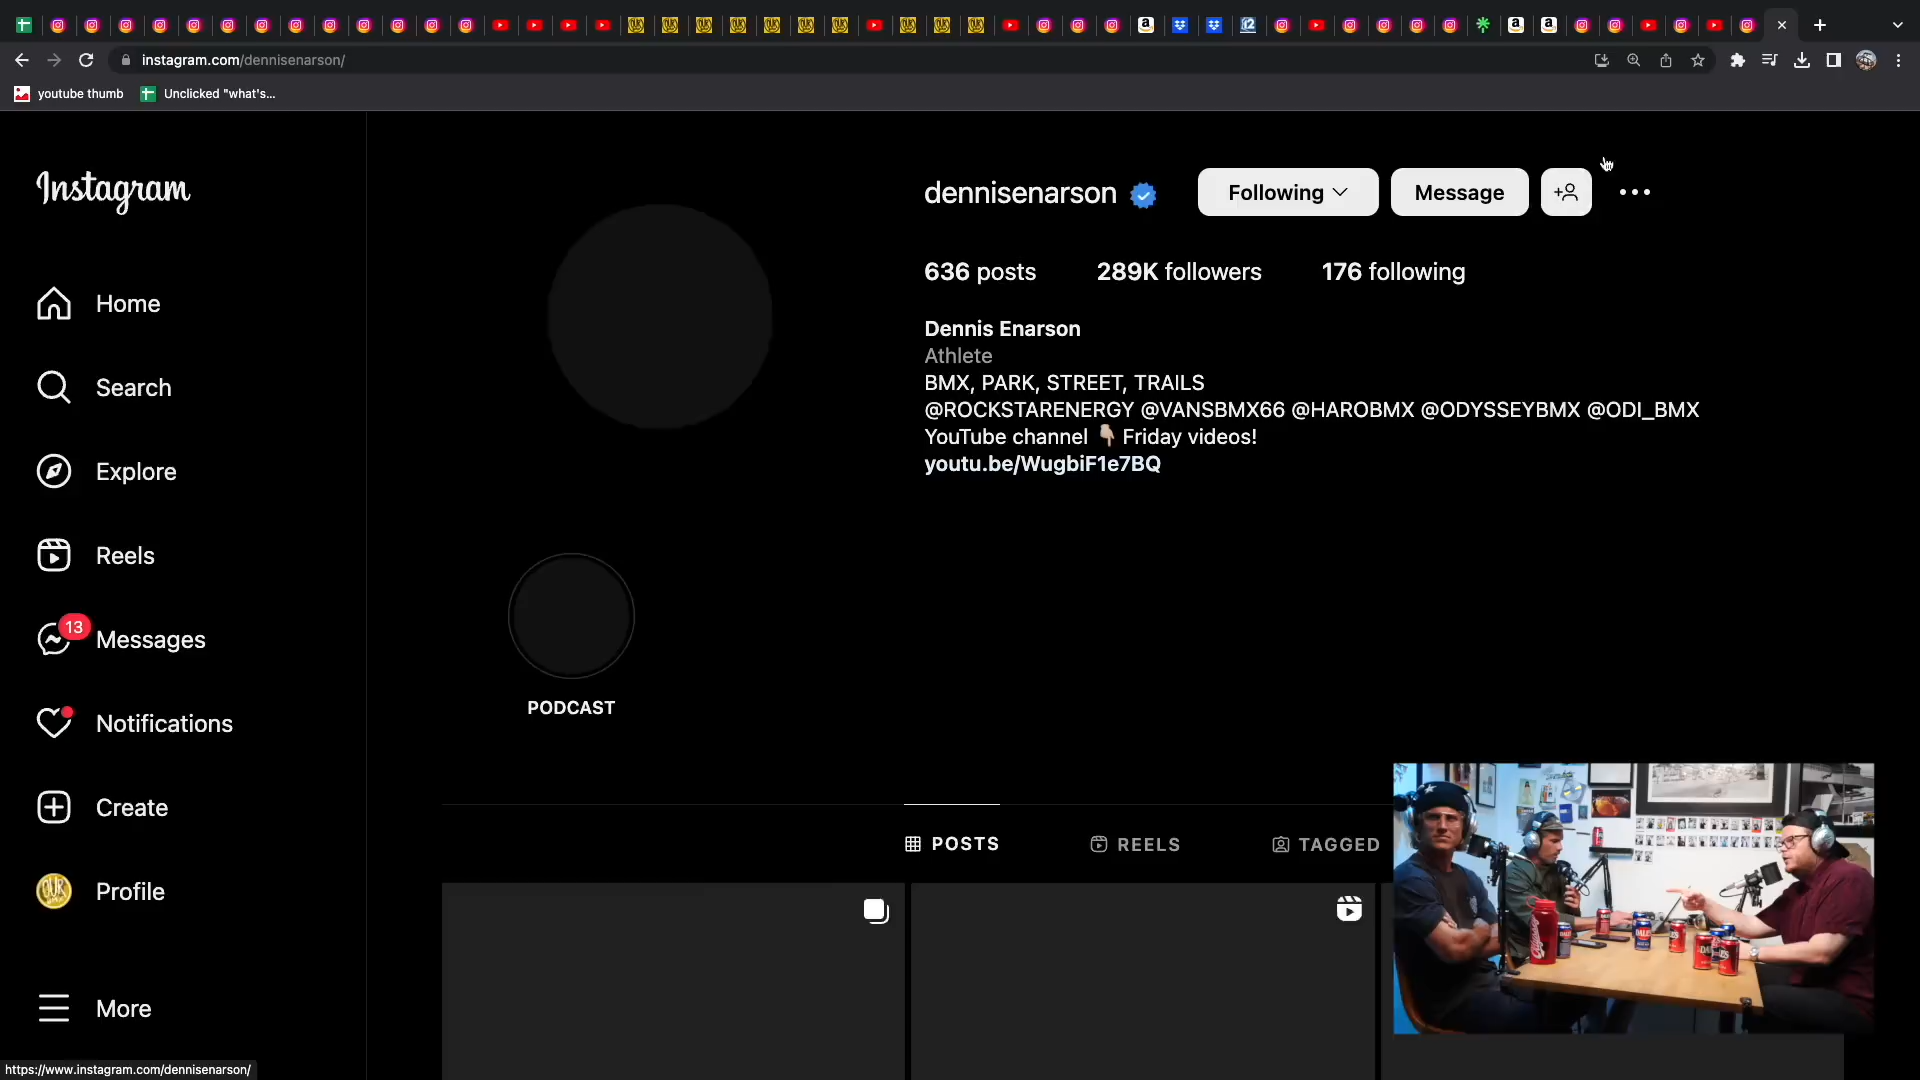 instagram.com/dennisenarson/
youtube thumb
Unclicked "what's...
Instagram
dennisenarson
Following
Message
636 posts
289K followers
176 following
Dennis Enarson
Athlete
BMX, PARK, STREET, TRAILS
@ROCKSTARENERGY @VANSBMX66 @HAROBMX @ODYSSEYBMX @ODI_BMX
YouTube channel 👇🏼 Friday videos!
youtu.be/WugbiF1e7BQ
Home
Search
Explore
Reels
13
Messages
Notifications
Create
Profile
More
PODCAST
POSTS
REELS
TAGGED
https://www.instagram.com/dennisenarson/